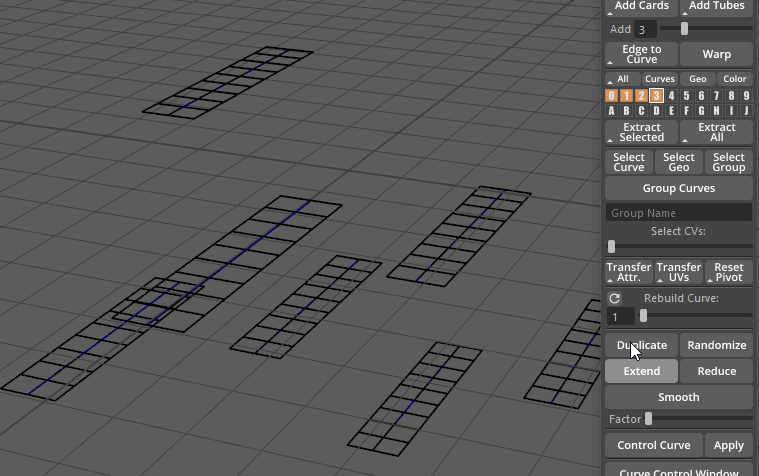 Add Cards Add Tubes
Add 3
Edge to Curve Warp
All Curves Geo Color
0 1 2 3 4 5 6 7 8 9
A B C D E F G H I J
Extract Selected Extract All
Select Curve Select Geo Select Group
Group Curves
Group Name
Select CVs:
Transfer Attr. Transfer UVs Reset Pivot
Rebuild Curve:
1
Duplicate Randomize
Extend Reduce
Smooth
Factor
Control Curve Apply
Curve Control Window